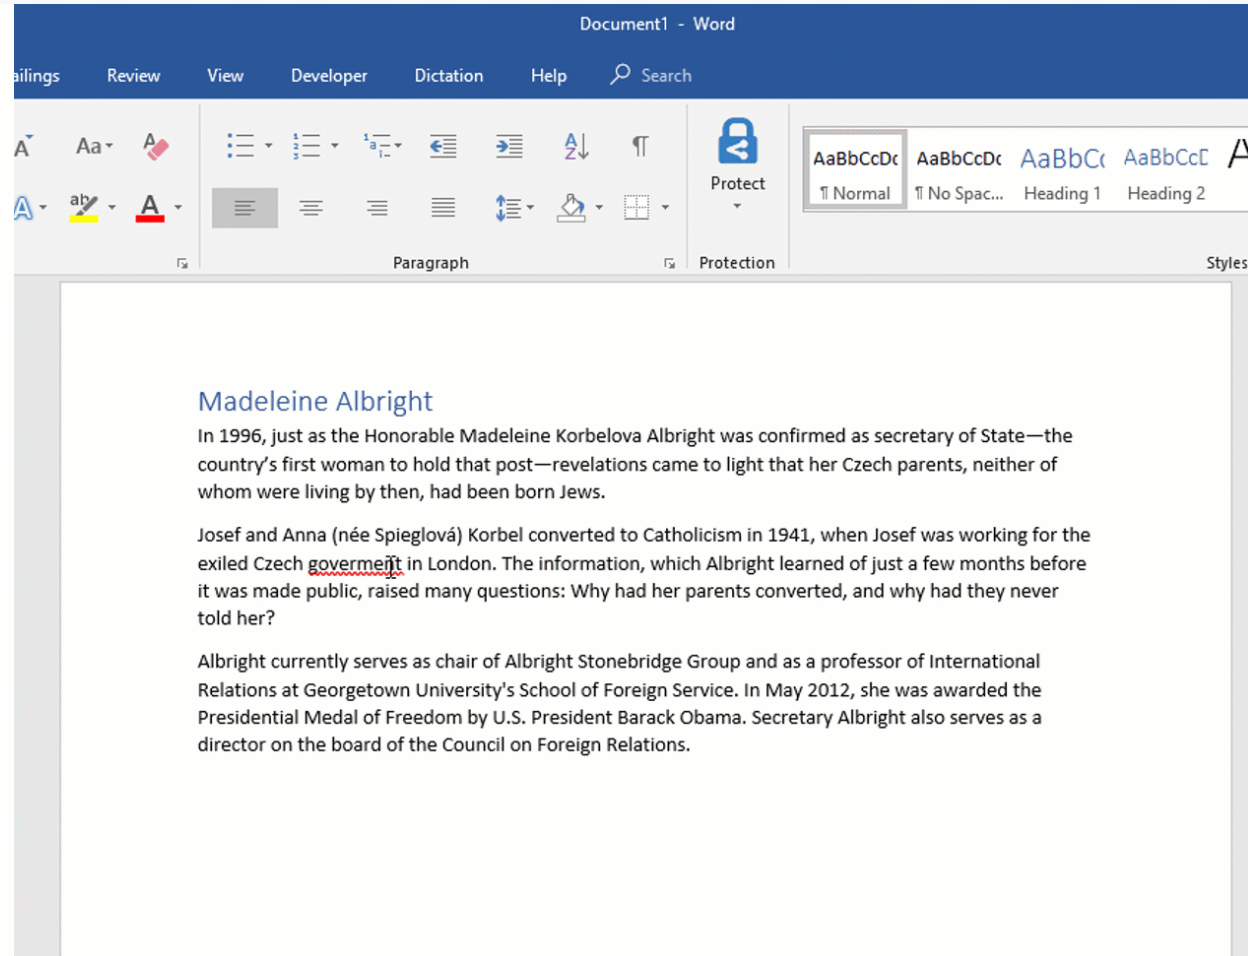 Document1 - Word
ailings Review View Developer Dictation Help Search
A Aa A
Protect
AaBbCcDc AaBbCcDc AaBbCc AaBbCcD A
¶ Normal ¶ No Spac... Heading 1 Heading 2
A ab A
Paragraph Protection Styles
Madeleine Albright
In 1996, just as the Honorable Madeleine Korbelova Albright was confirmed as secretary of State—the
country’s first woman to hold that post—revelations came to light that her Czech parents, neither of
whom were living by then, had been born Jews.
Josef and Anna (née Spieglová) Korbel converted to Catholicism in 1941, when Josef was working for the
exiled Czech goverment in London. The information, which Albright learned of just a few months before
it was made public, raised many questions: Why had her parents converted, and why had they never
told her?
Albright currently serves as chair of Albright Stonebridge Group and as a professor of International
Relations at Georgetown University's School of Foreign Service. In May 2012, she was awarded the
Presidential Medal of Freedom by U.S. President Barack Obama. Secretary Albright also serves as a
director on the board of the Council on Foreign Relations.